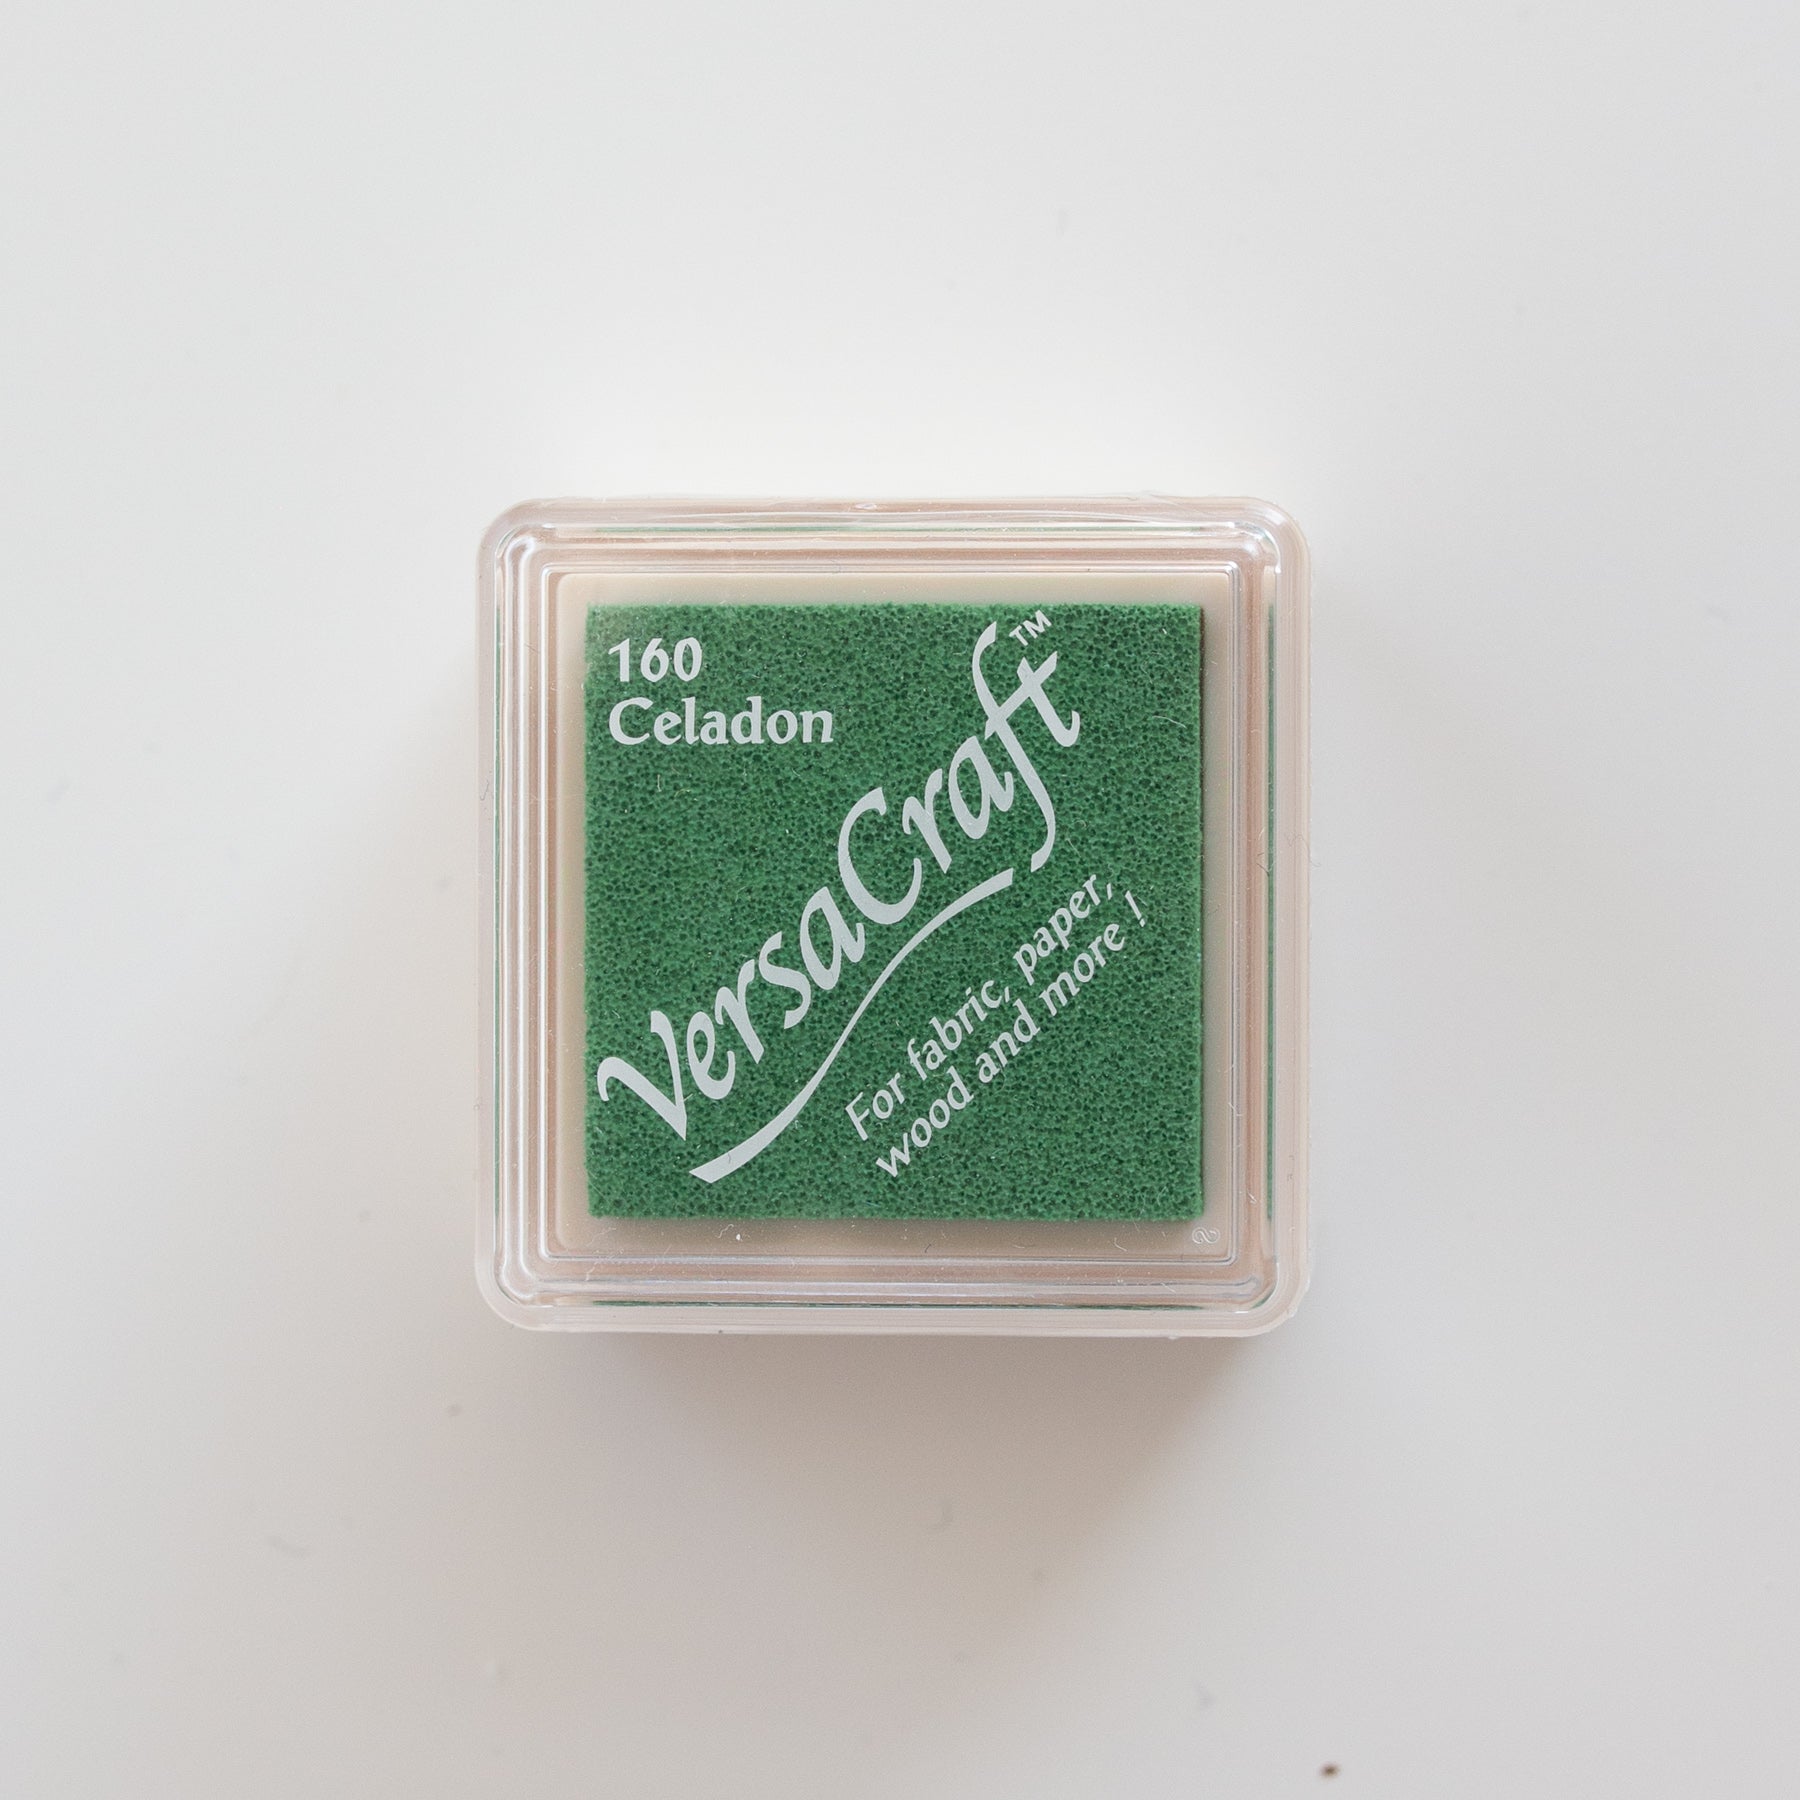 160
Celadon
VersaCraft™
For fabric, paper,
wood and more !